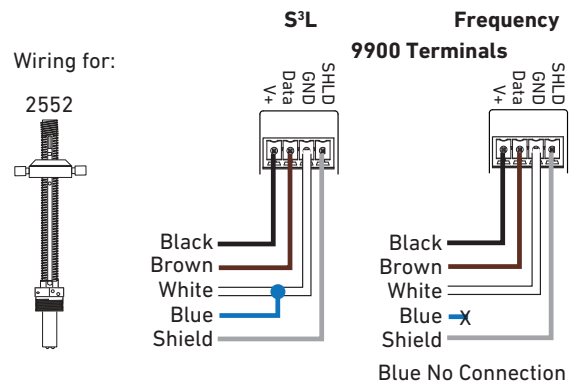 S³L
Frequency
9900 Terminals
Wiring for:
2552
V+
Data
GND
SHLD
V+
Data
GND
SHLD
Black
Brown
White
Blue
Shield
Black
Brown
White
Blue X
Shield
Blue No Connection